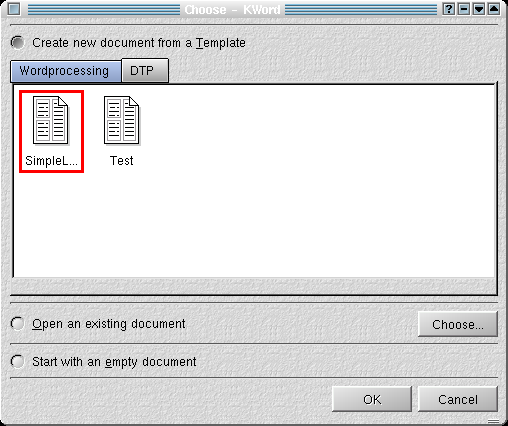 Choose - KWord
Create new document from a Template
Wordprocessing DTP
SimpleL... Test
Open an existing document Choose...
Start with an empty document
OK Cancel